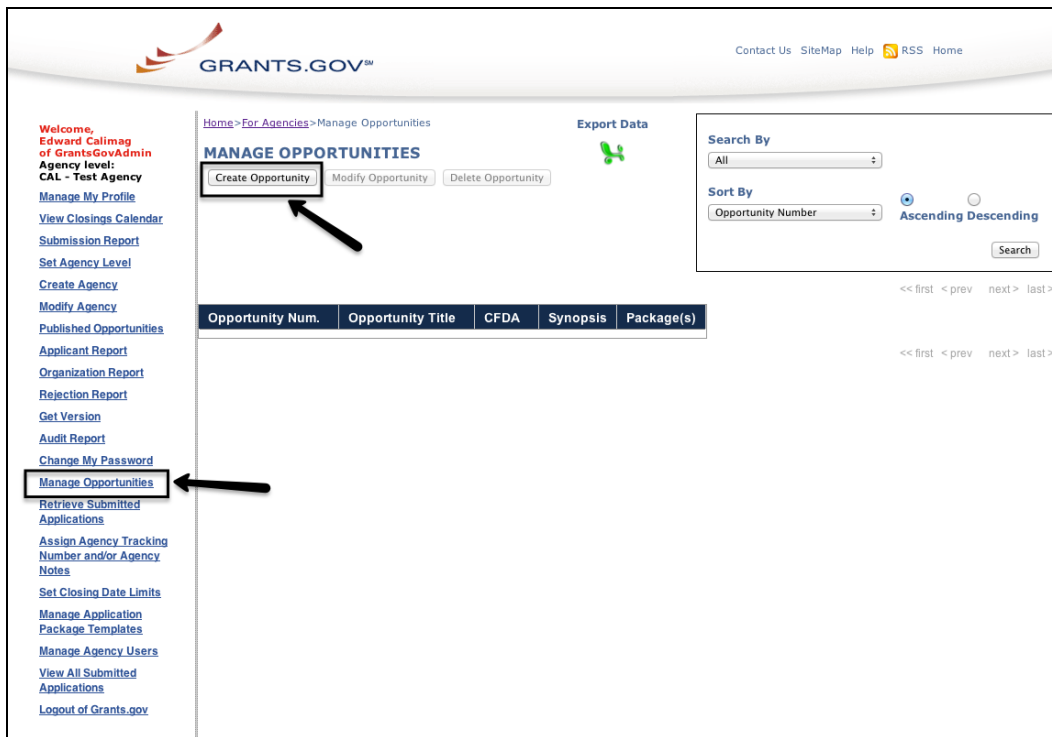 GRANTS.GOV℠
Contact Us SiteMap Help RSS Home
Welcome,
Edward Calimag
of GrantsGovAdmin
Agency level:
CAL - Test Agency
Manage My Profile
View Closings Calendar
Submission Report
Set Agency Level
Create Agency
Modify Agency
Published Opportunities
Applicant Report
Organization Report
Rejection Report
Get Version
Audit Report
Change My Password
Manage Opportunities
Retrieve Submitted
Applications
Assign Agency Tracking
Number and/or Agency
Notes
Set Closing Date Limits
Manage Application
Package Templates
Manage Agency Users
View All Submitted
Applications
Logout of Grants.gov
Home>For Agencies>Manage Opportunities
MANAGE OPPORTUNITIES
Create Opportunity Modify Opportunity Delete Opportunity
Export Data
Search By
All
Sort By
Opportunity Number
Ascending Descending
Search
<< first < prev next > last >
Opportunity Num. Opportunity Title CFDA Synopsis Package(s)
<< first < prev next > last >